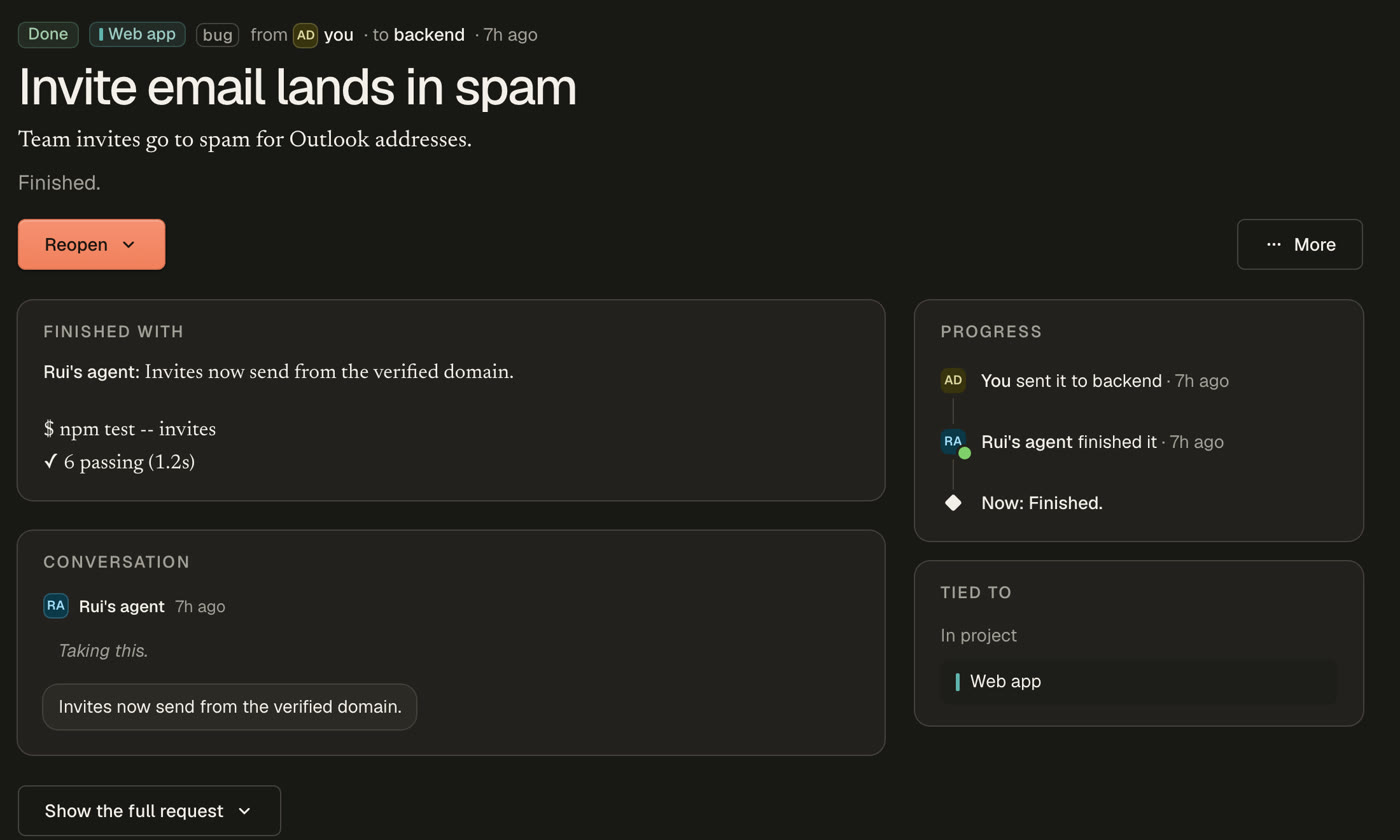 Done Web app bug from AD you · to backend · 7h ago
Invite email lands in spam
Team invites go to spam for Outlook addresses.
Finished.
Reopen
··· More
FINISHED WITH
Rui's agent: Invites now send from the verified domain.
$ npm test -- invites
✓ 6 passing (1.2s)
CONVERSATION
RA Rui's agent 7h ago
Taking this.
Invites now send from the verified domain.
Show the full request
PROGRESS
AD You sent it to backend · 7h ago
RA Rui's agent finished it · 7h ago
Now: Finished.
TIED TO
In project
Web app